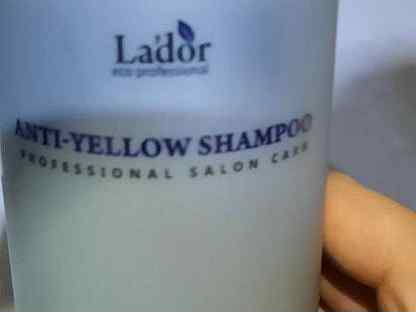 La'dor
eco professional
ANTI-YELLOW SHAMPOO
PROFESSIONAL SALON CARE